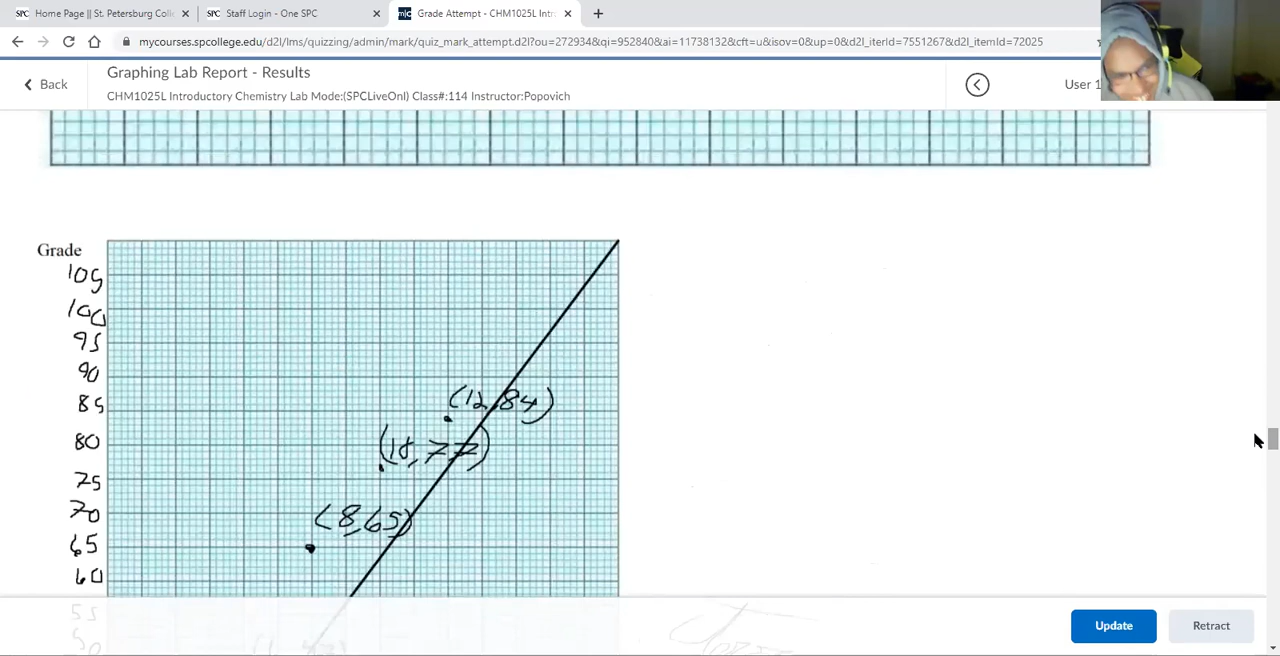 Home Page || St. Petersburg Coll
Staff Login - One SPC
Grade Attempt - CHM1025L Intr
mycourses.spcollege.edu/d2l/lms/quizzing/admin/mark/quiz_mark_attempt.d2l?ou=272934&qi=952840&ai=11738132&cft=u&isov=0&up=0&d2l_iterId=7551267&d2l_itemId=72025
Back
Graphing Lab Report - Results
CHM1025L Introductory Chemistry Lab Mode:(SPCLiveOnl) Class#:114 Instructor:Popovich
User 1
Grade
105
100
95
90
85
(12,84)
80
(10,77)
75
70
(8,65)
65
60
55
50
Update
Retract